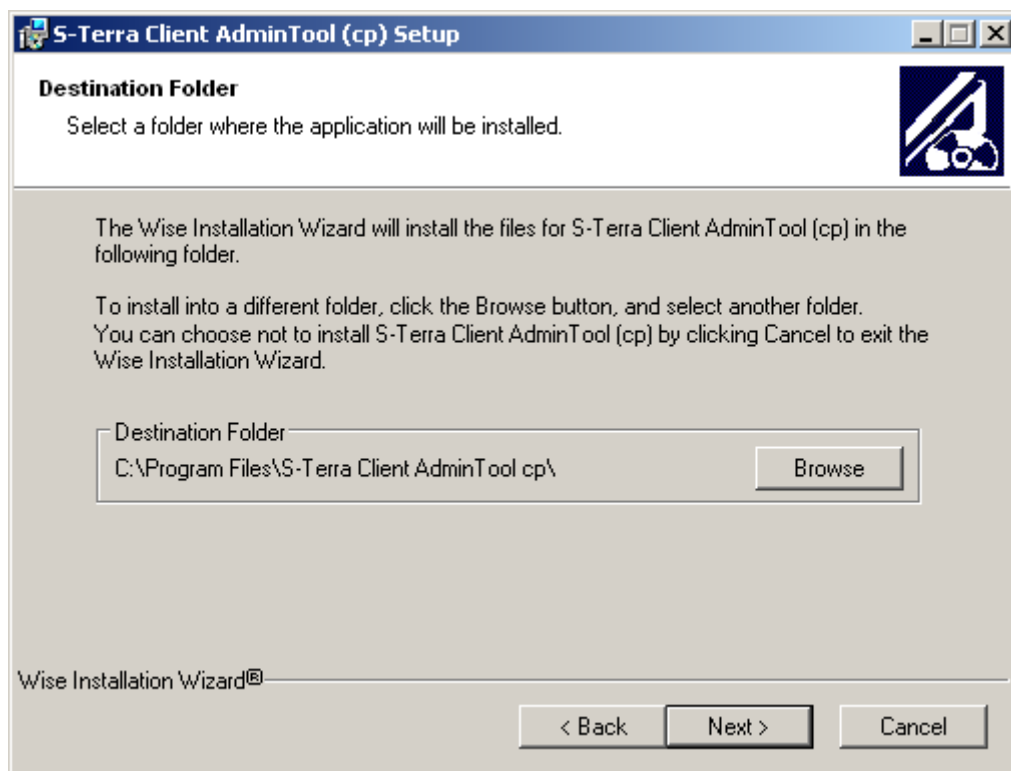 S-Terra Client AdminTool (cp) Setup
Destination Folder
Select a folder where the application will be installed.
The Wise Installation Wizard will install the files for S-Terra Client AdminTool (cp) in the
following folder.
To install into a different folder, click the Browse button, and select another folder.
You can choose not to install S-Terra Client AdminTool (cp) by clicking Cancel to exit the
Wise Installation Wizard.
Destination Folder
C:\Program Files\S-Terra Client AdminTool cp\
Browse
Wise Installation Wizard®
< Back
Next >
Cancel